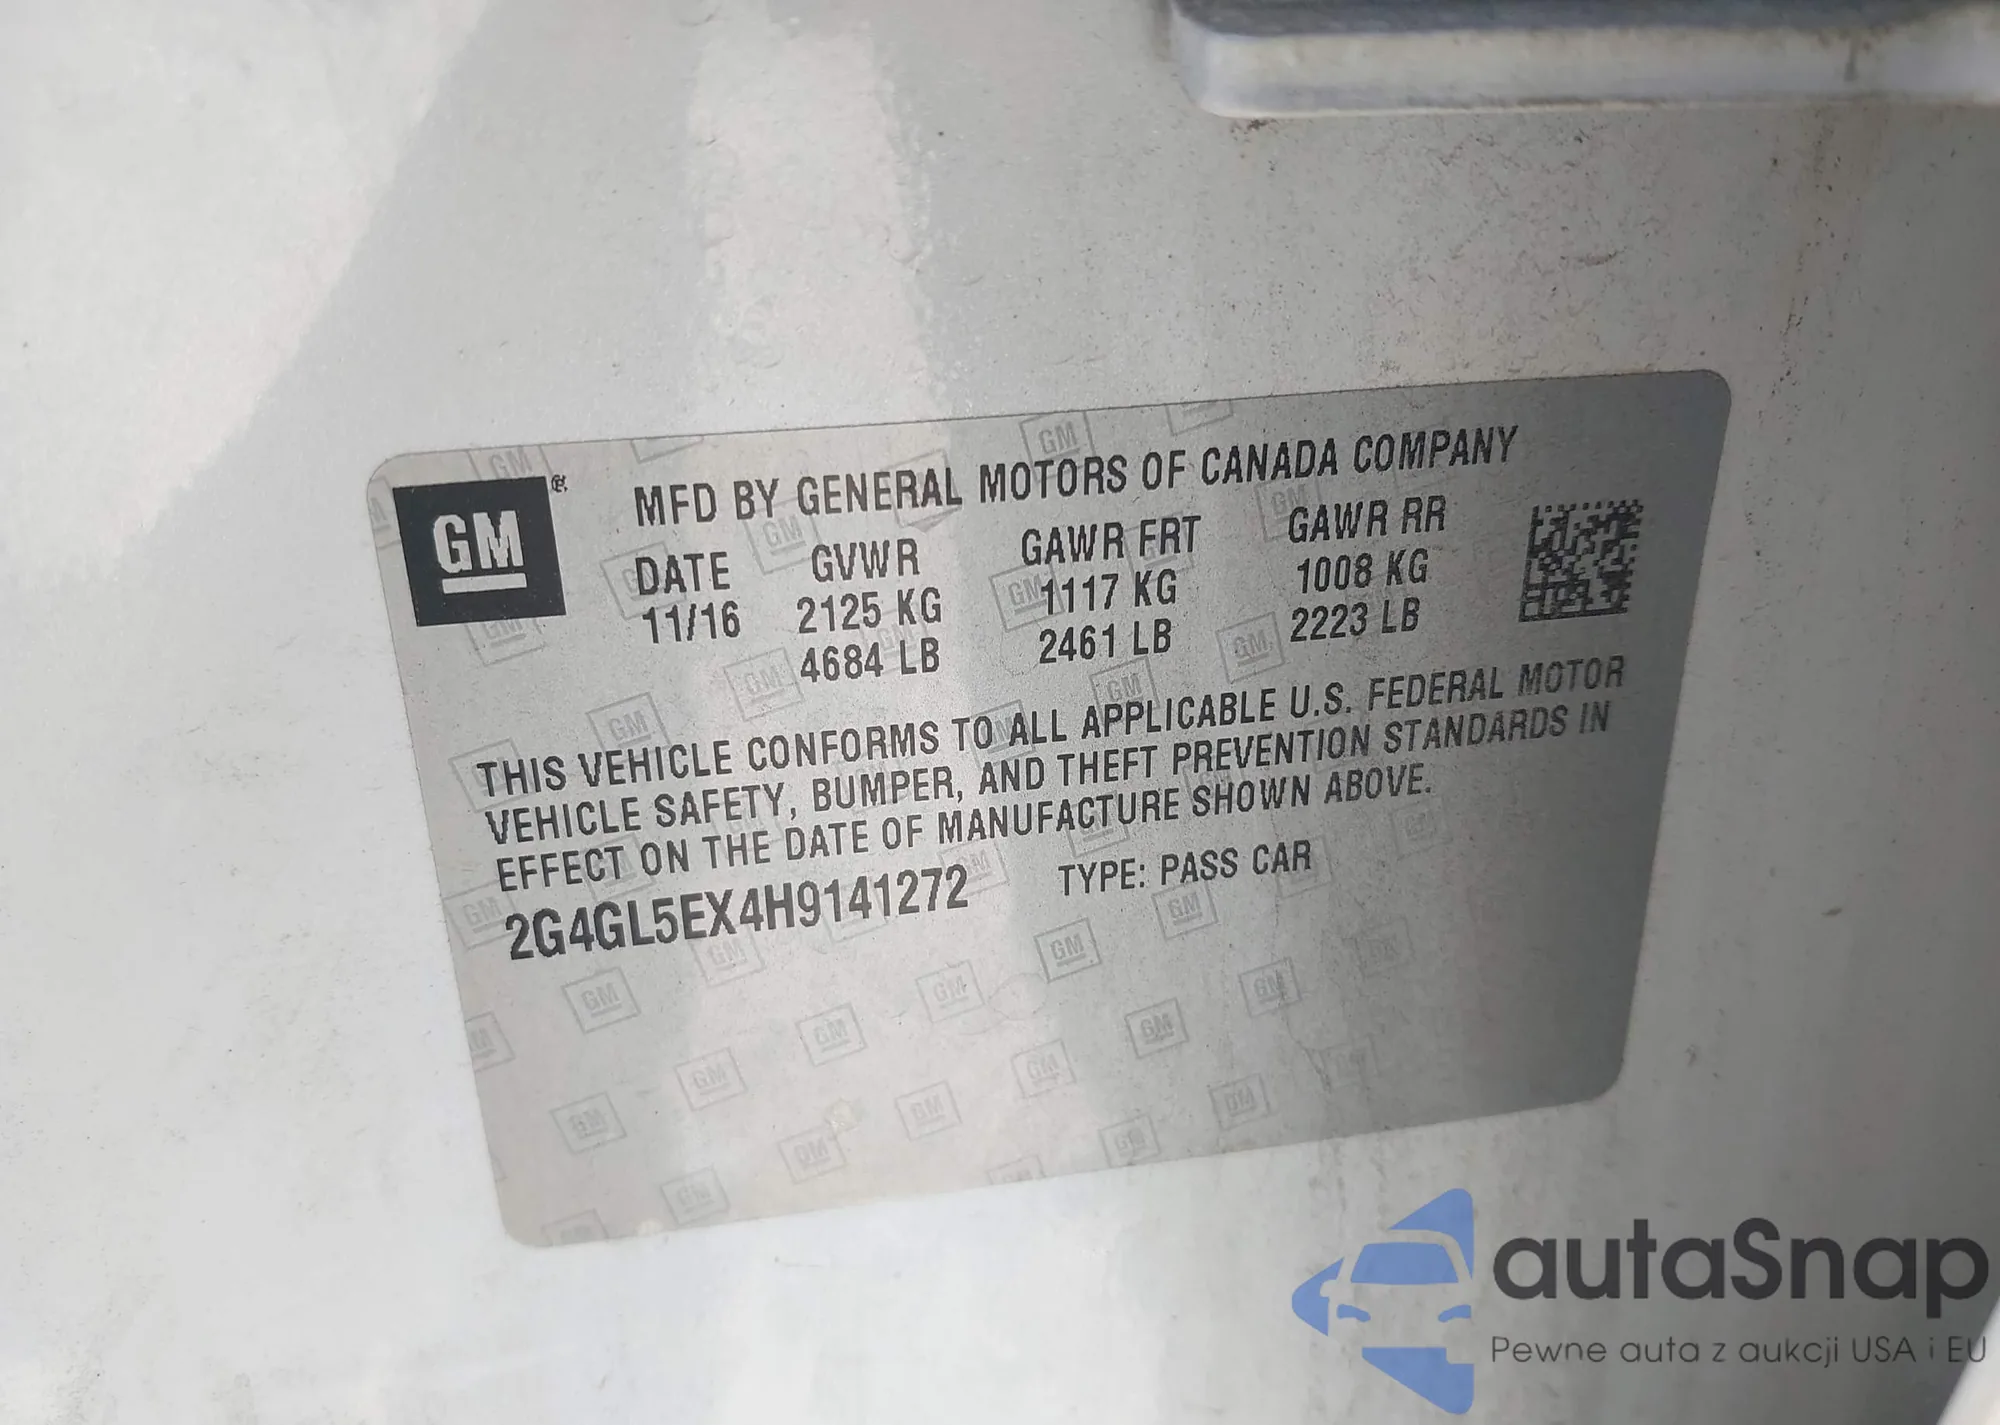 GM
MFD BY GENERAL MOTORS OF CANADA COMPANY
DATE GVWR GAWR FRT GAWR RR
11/16 2125 KG 1117 KG 1008 KG
4684 LB 2461 LB 2223 LB
THIS VEHICLE CONFORMS TO ALL APPLICABLE U.S. FEDERAL MOTOR
VEHICLE SAFETY, BUMPER, AND THEFT PREVENTION STANDARDS IN
EFFECT ON THE DATE OF MANUFACTURE SHOWN ABOVE.
2G4GL5EX4H9141272 TYPE: PASS CAR
autaSnap
Pewne auta z aukcji USA i EU